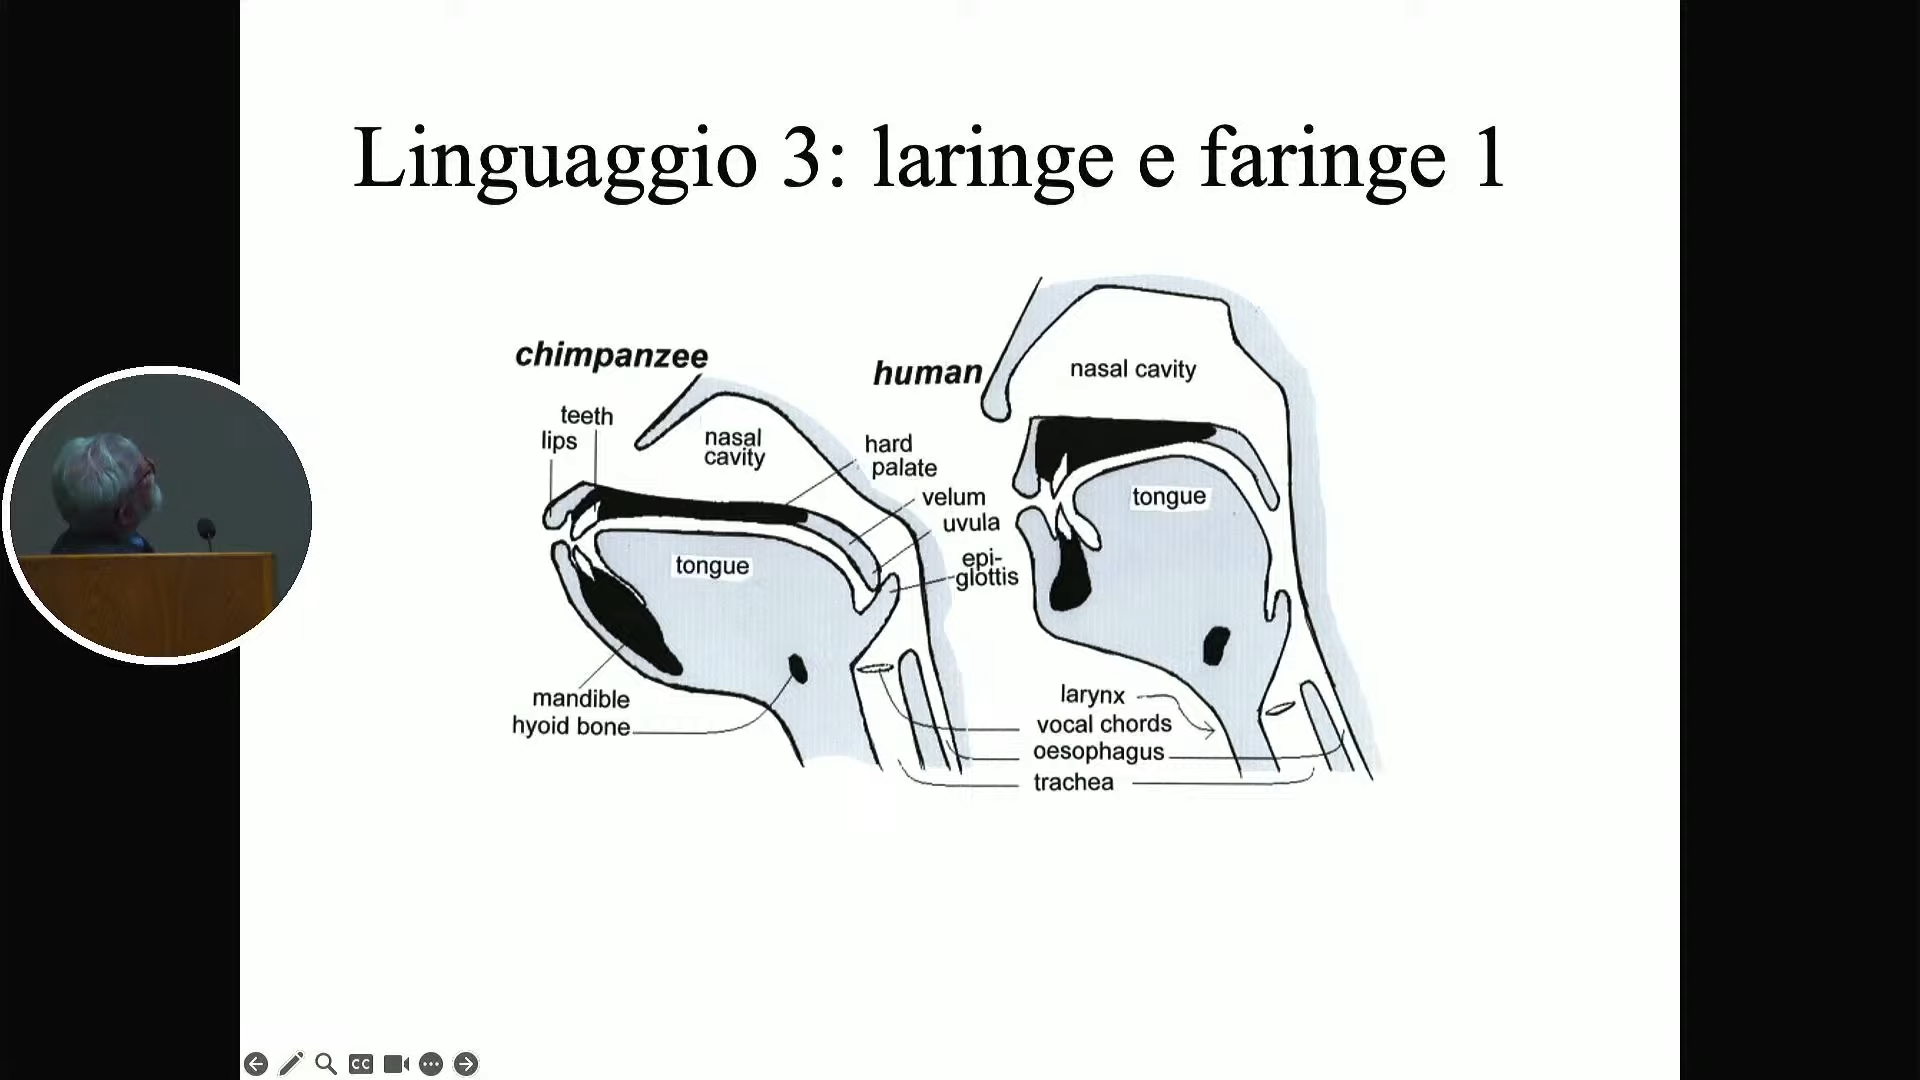 Linguaggio 3: laringe e faringe 1
chimpanzee
teeth
lips
nasal
cavity
hard
palate
velum
uvula
epi-
glottis
tongue
mandible
hyoid bone
human
nasal cavity
tongue
larynx
vocal chords
oesophagus
trachea
CC